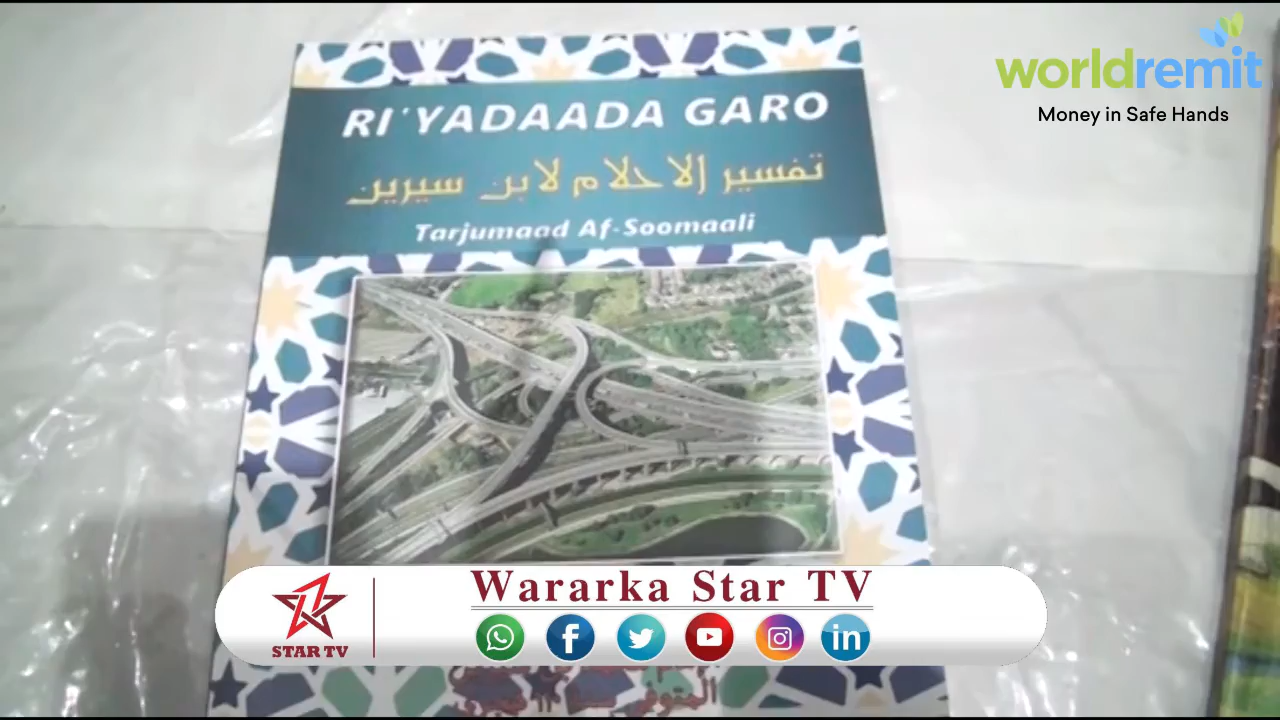 RI'YADAADA GARO
تفسير الاحلام لابن سيرين
Tarjumaad Af-Soomaali
worldremit
Money in Safe Hands
Wararka Star TV
STAR TV
المتوفي